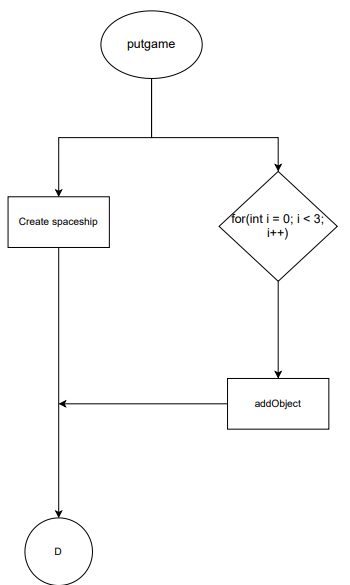 putgame
Create spaceship
for(int i = 0; i < 3;
i++)
addObject
D